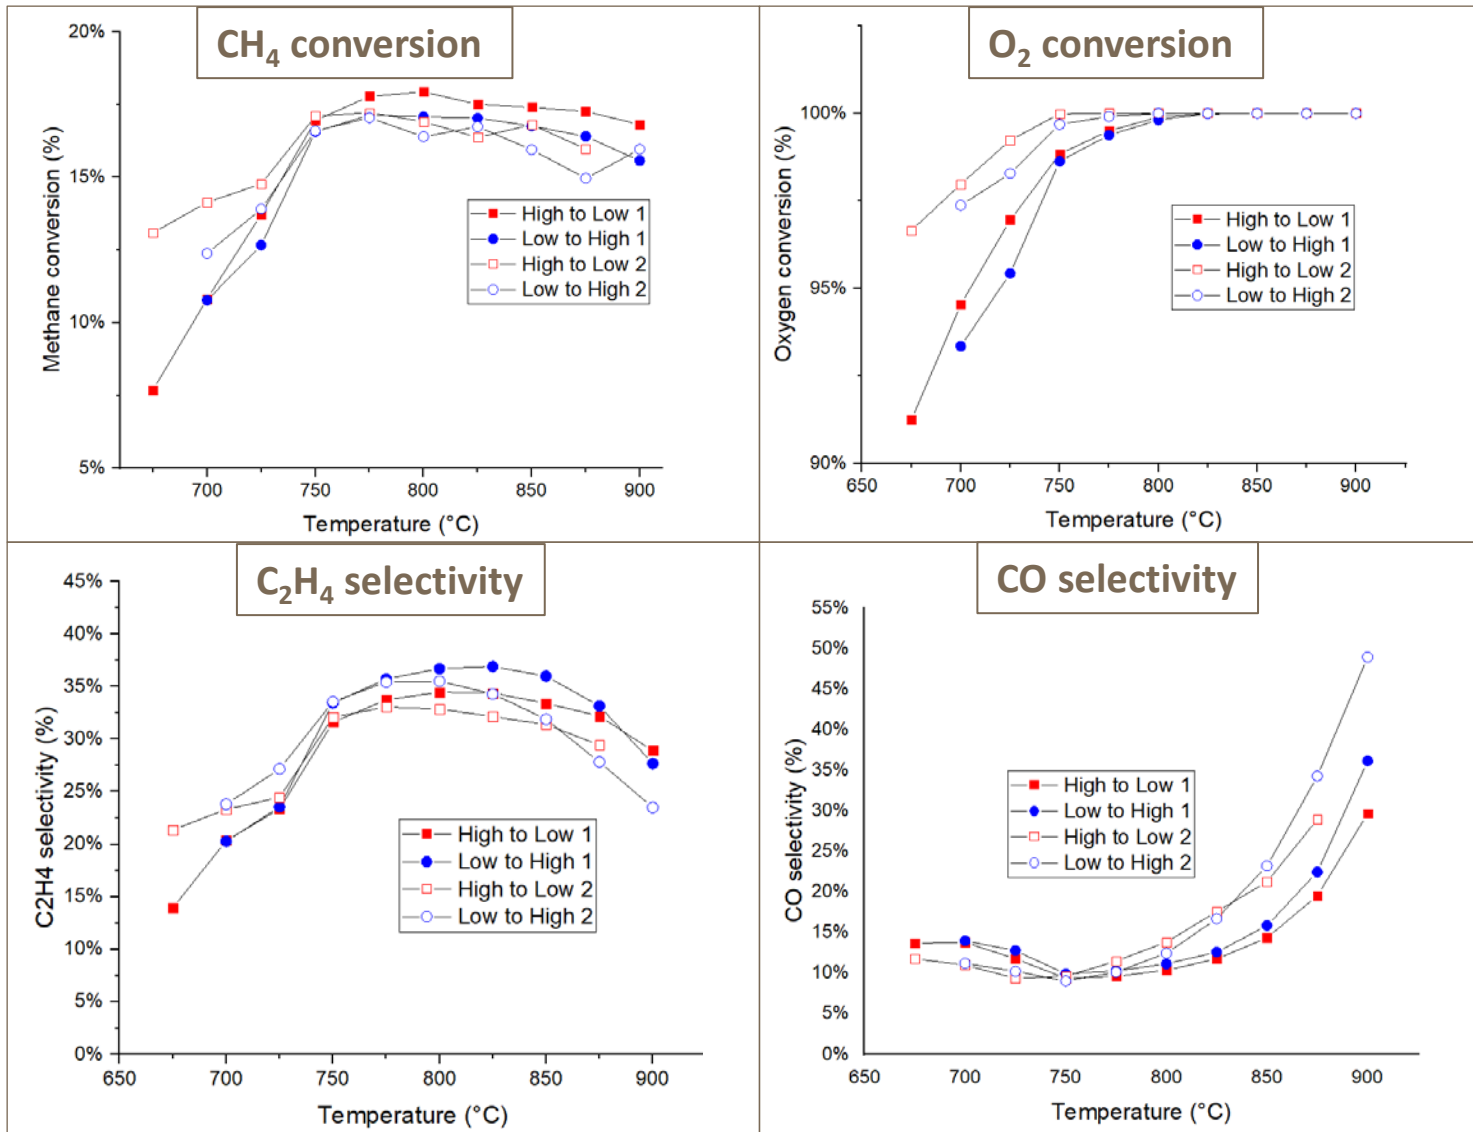 CH₄ conversion
20%
15%
10%
5%
Methane conversion (%)
700 750 800 850 900
Temperature (°C)
High to Low 1
Low to High 1
High to Low 2
Low to High 2
O₂ conversion
100%
95%
90%
Oxygen conversion (%)
650 700 750 800 850 900
Temperature (°C)
High to Low 1
Low to High 1
High to Low 2
Low to High 2
C₂H₄ selectivity
45%
40%
35%
30%
25%
20%
15%
10%
5%
0%
C2H4 selectivity (%)
650 700 750 800 850 900
Temperature (°C)
High to Low 1
Low to High 1
High to Low 2
Low to High 2
CO selectivity
55%
50%
45%
40%
35%
30%
25%
20%
15%
10%
5%
0%
CO selectivity (%)
650 700 750 800 850 900
Temperature (°C)
High to Low 1
Low to High 1
High to Low 2
Low to High 2